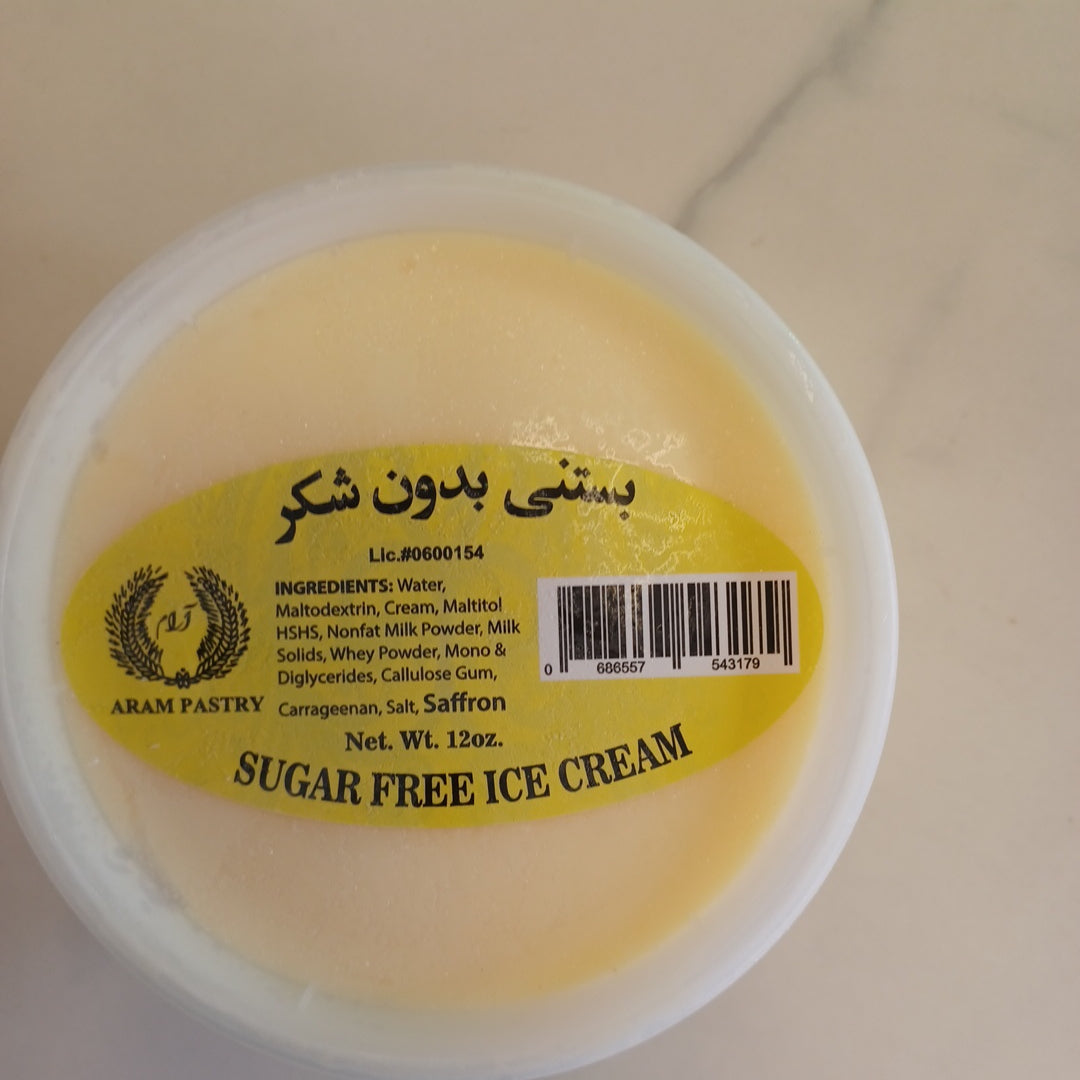 بستنی بدون شکر
Lic.#0600154
INGREDIENTS: Water,
Maltodextrin, Cream, Maltitol
HSHS, Nonfat Milk Powder, Milk
Solids, Whey Powder, Mono &
Diglycerides, Callulose Gum,
Carrageenan, Salt, Saffron
آرام
ARAM PASTRY
0 686557 543179
Net. Wt. 12oz.
SUGAR FREE ICE CREAM